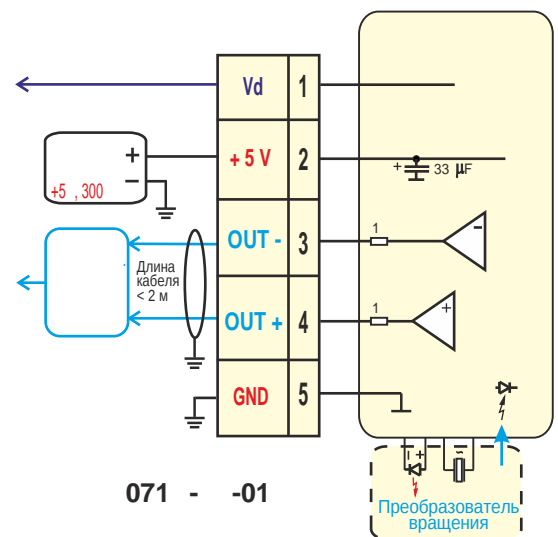 Vd 1
+ 5 V 2
+ -
+5 , 300
+ 33 µF
OUT - 3
1 -
Длина
кабеля
< 2 м
OUT + 4
1 +
GND 5
- + ~
071 - -01
Преобразователь
вращения